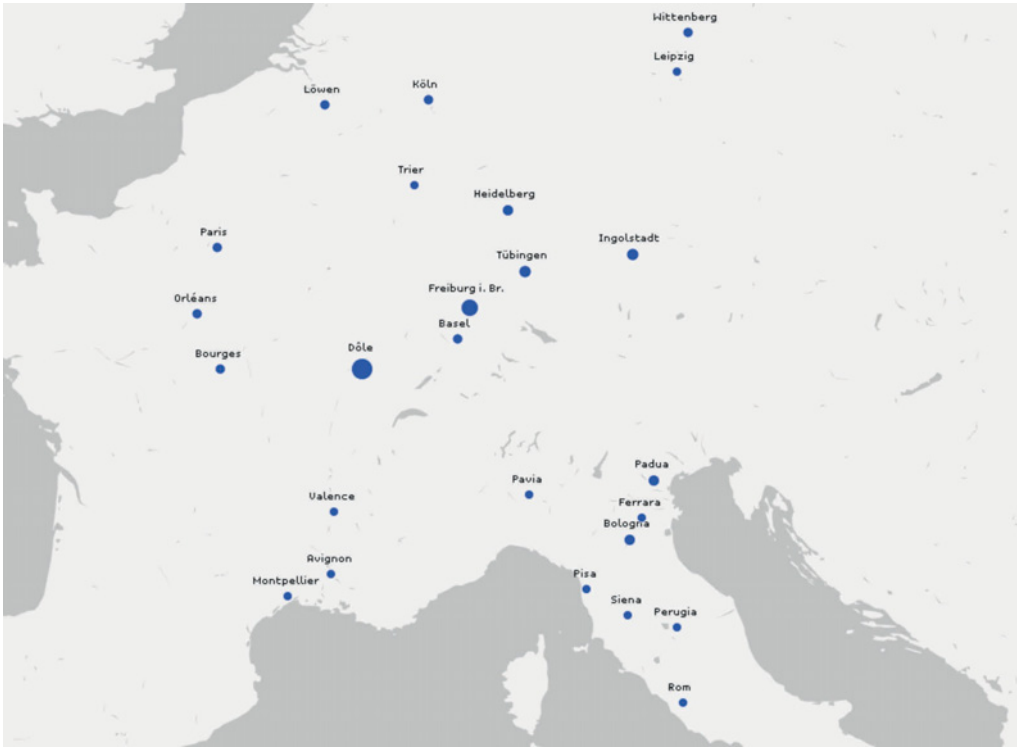 Wittenberg
Leipzig
Köln
Löwen
Trier
Heidelberg
Paris
Ingolstadt
Tübingen
Freiburg i. Br.
Orléans
Basel
Dôle
Bourges
Padua
Pavia
Valence
Ferrara
Bologna
Avignon
Pisa
Montpellier
Siena
Perugia
Rom